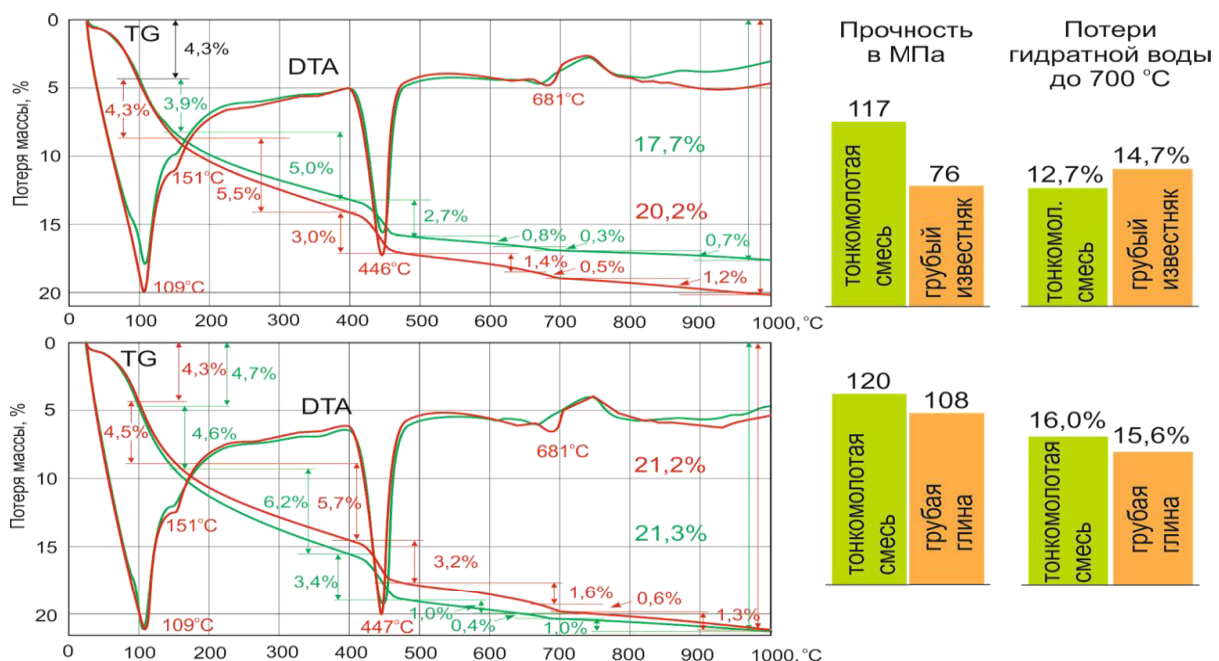 TG
4,3%
DTA
Потеря массы, %
0
5
10
15
20
4,3%
3,9%
151°C
5,0%
5,5%
3,0%
2,7%
109°C
446°C
681°C
17,7%
20,2%
0,8%
0,3%
0,7%
1,4%
0,5%
1,2%
0 100 200 300 400 500 600 700 800 900 1000,°C
Прочность
в МПа
117
76
тонкомолотая
смесь
грубый
известняк
Потери
гидратной воды
до 700 °C
12,7%
14,7%
тонкомол.
смесь
грубый
известняк
TG
4,3%
4,7%
DTA
Потеря массы, %
0
5
10
15
20
4,5%
4,6%
151°C
6,2%
5,7%
3,4%
3,2%
109°C
447°C
681°C
21,2%
21,3%
1,0%
0,4%
1,6%
0,6%
1,0%
1,3%
0 100 200 300 400 500 600 700 800 900 1000,°C
120
108
тонкомолотая
смесь
грубая
глина
16,0%
15,6%
тонкомолотая
смесь
грубая
глина